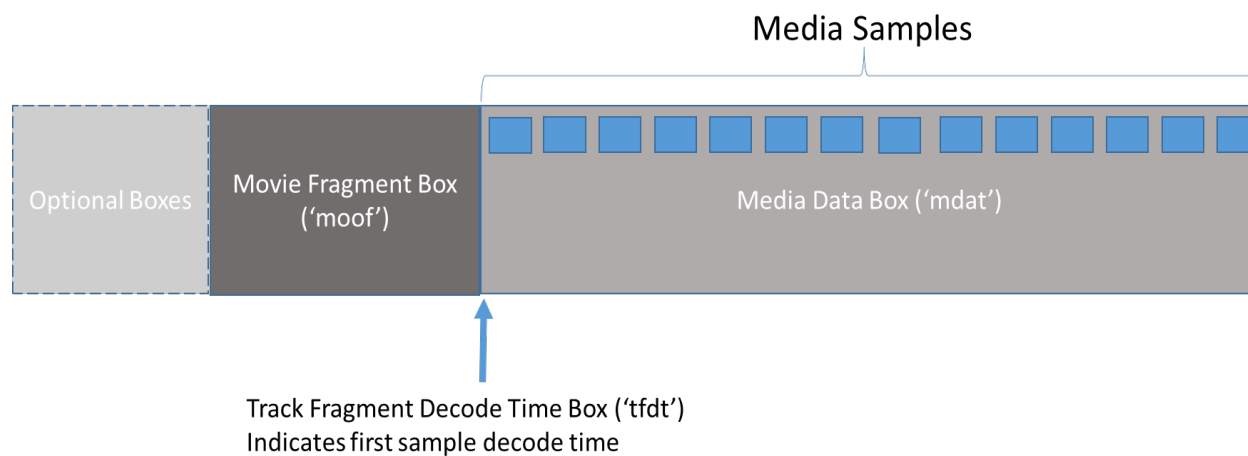 Media Samples
Optional Boxes
Movie Fragment Box
(‘moof’)
Media Data Box (‘mdat’)
Track Fragment Decode Time Box (‘tfdt’)
Indicates first sample decode time